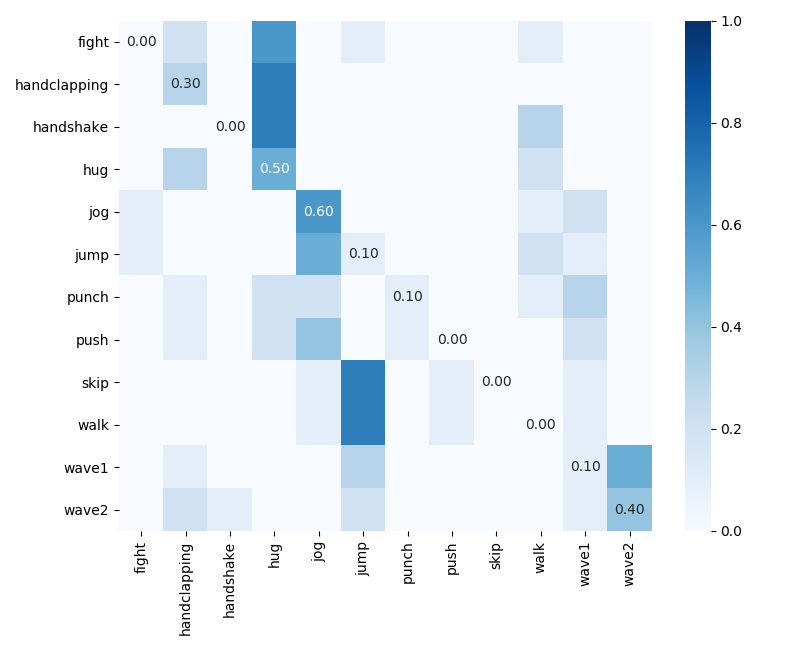 fight 0.00
handclapping 0.30
handshake 0.00
hug 0.50
jog 0.60
jump 0.10
punch 0.10
push 0.00
skip 0.00
walk 0.00
wave1 0.10
wave2 0.40
fight handclapping handshake hug jog jump punch push skip walk wave1 wave2
1.0
0.8
0.6
0.4
0.2
0.0